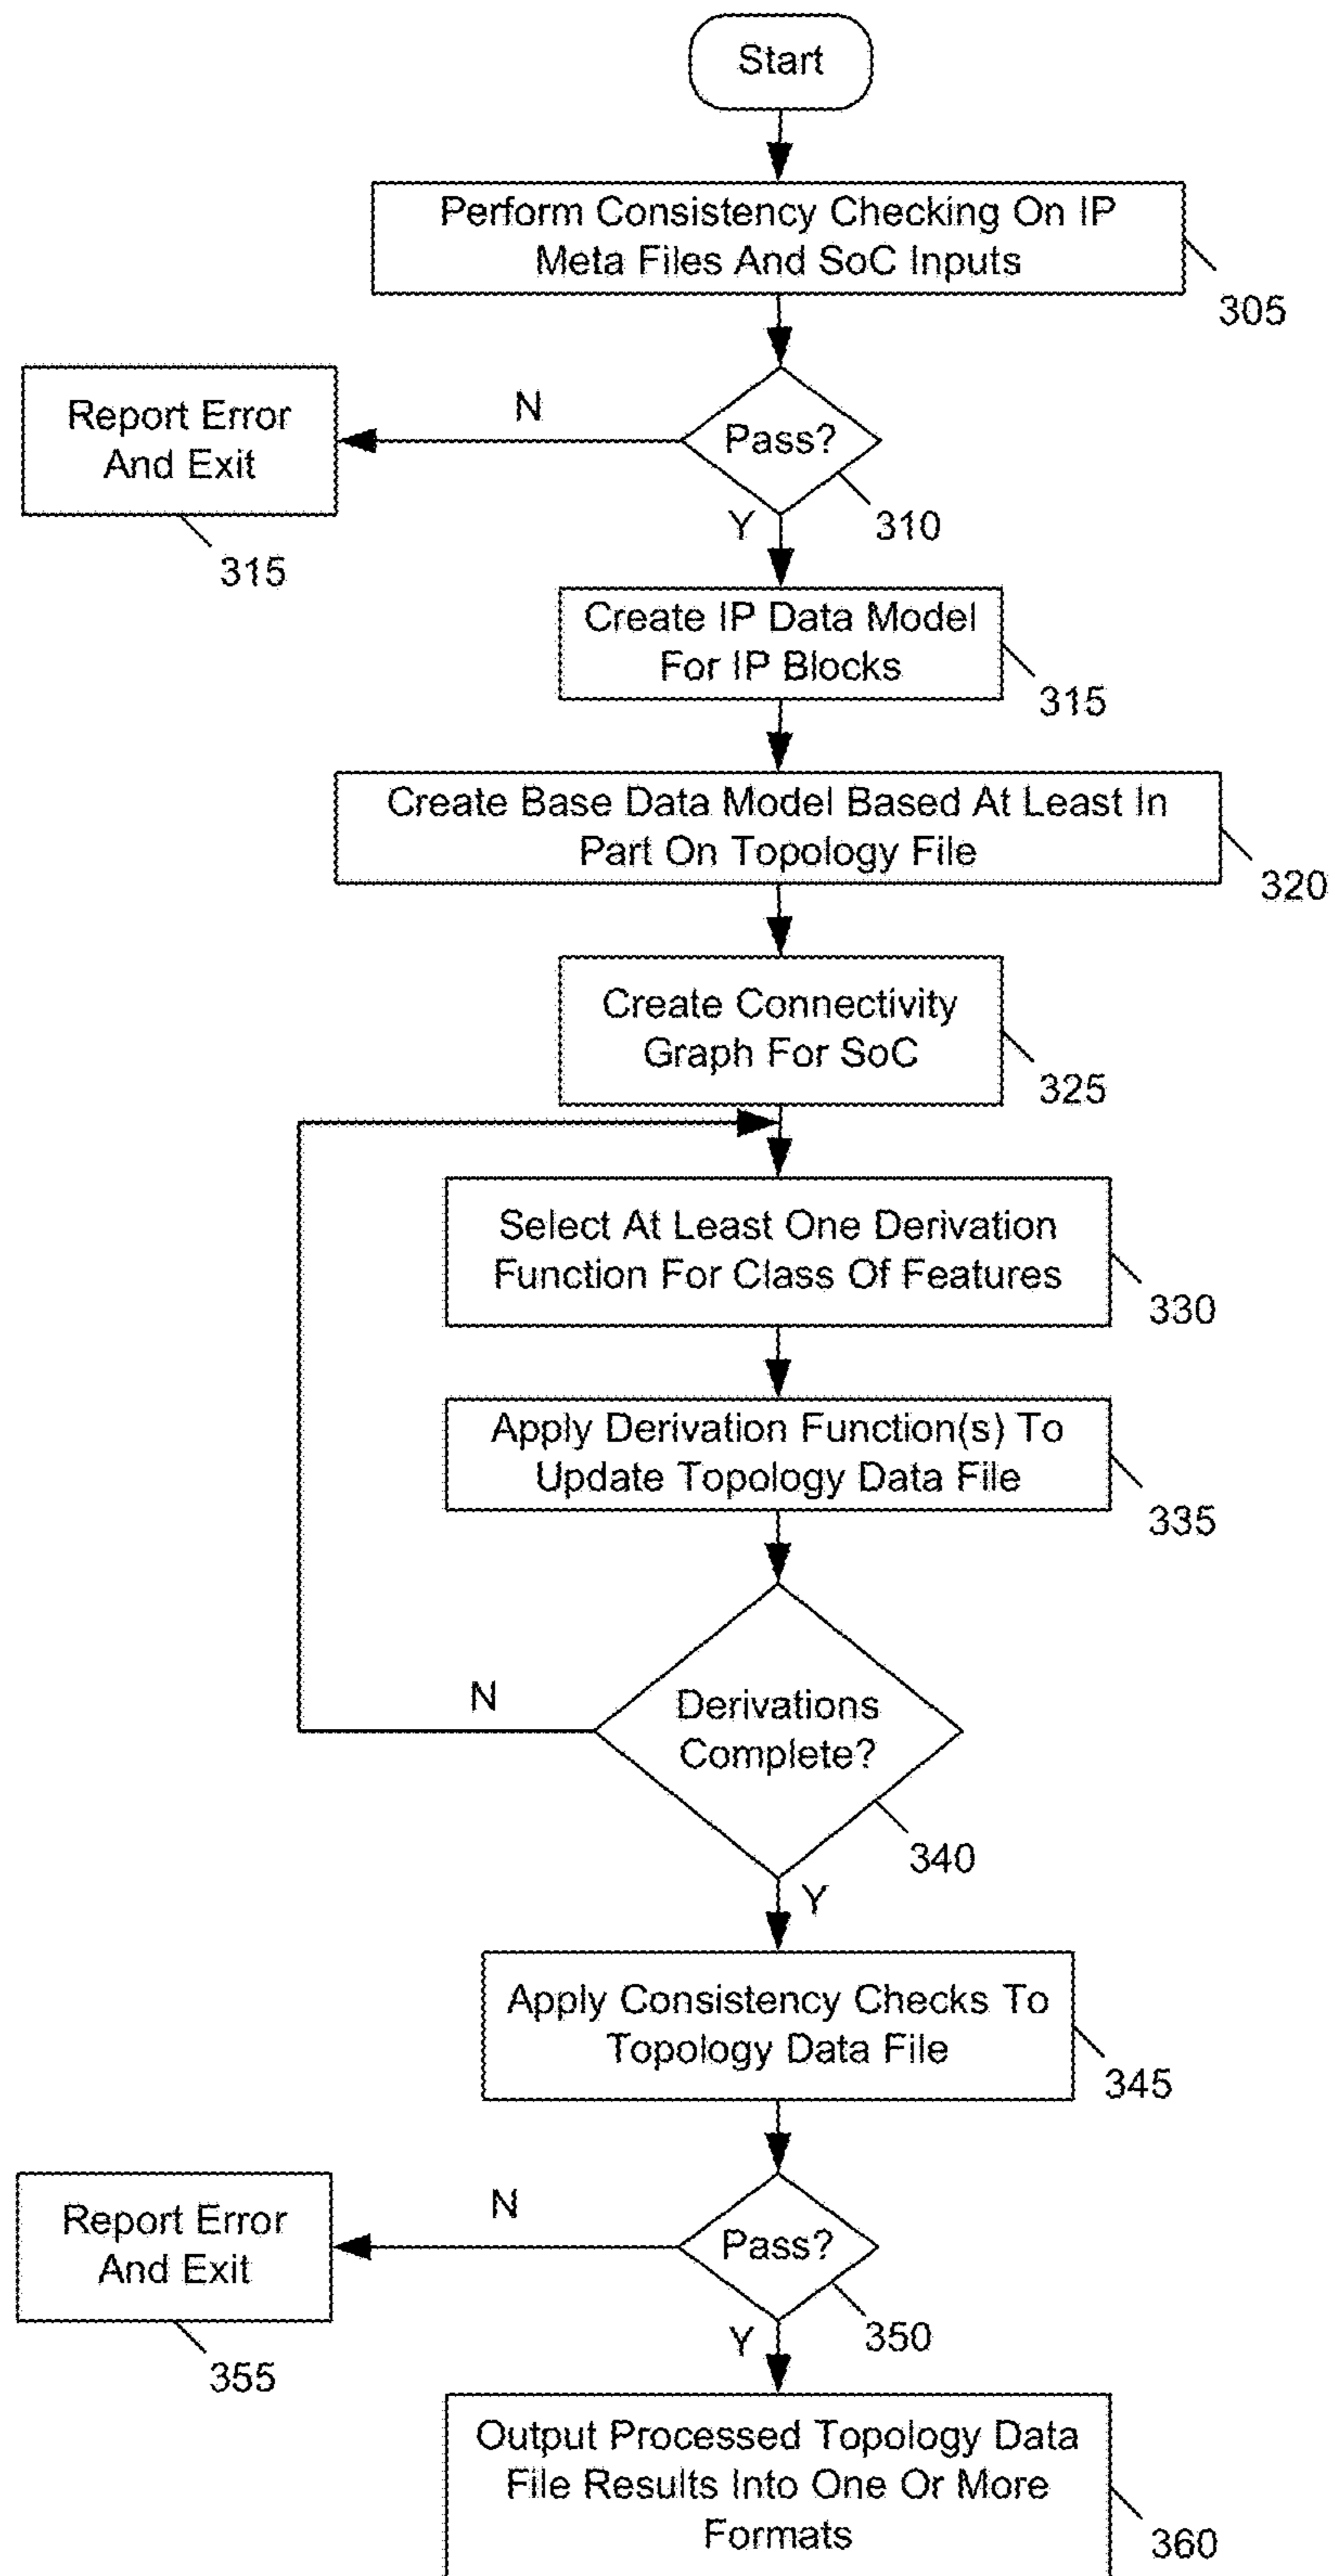 Start
Perform Consistency Checking On IP
Meta Files And SoC Inputs
305
Report Error
And Exit
315
N
Pass?
310
Y
Create IP Data Model
For IP Blocks
315
Create Base Data Model Based At Least In
Part On Topology File
320
Create Connectivity
Graph For SoC
325
Select At Least One Derivation
Function For Class Of Features
330
Apply Derivation Function(s) To
Update Topology Data File
335
N
Derivations
Complete?
340
Y
Apply Consistency Checks To
Topology Data File
345
Report Error
And Exit
355
N
Pass?
350
Y
Output Processed Topology Data
File Results Into One Or More
Formats
360